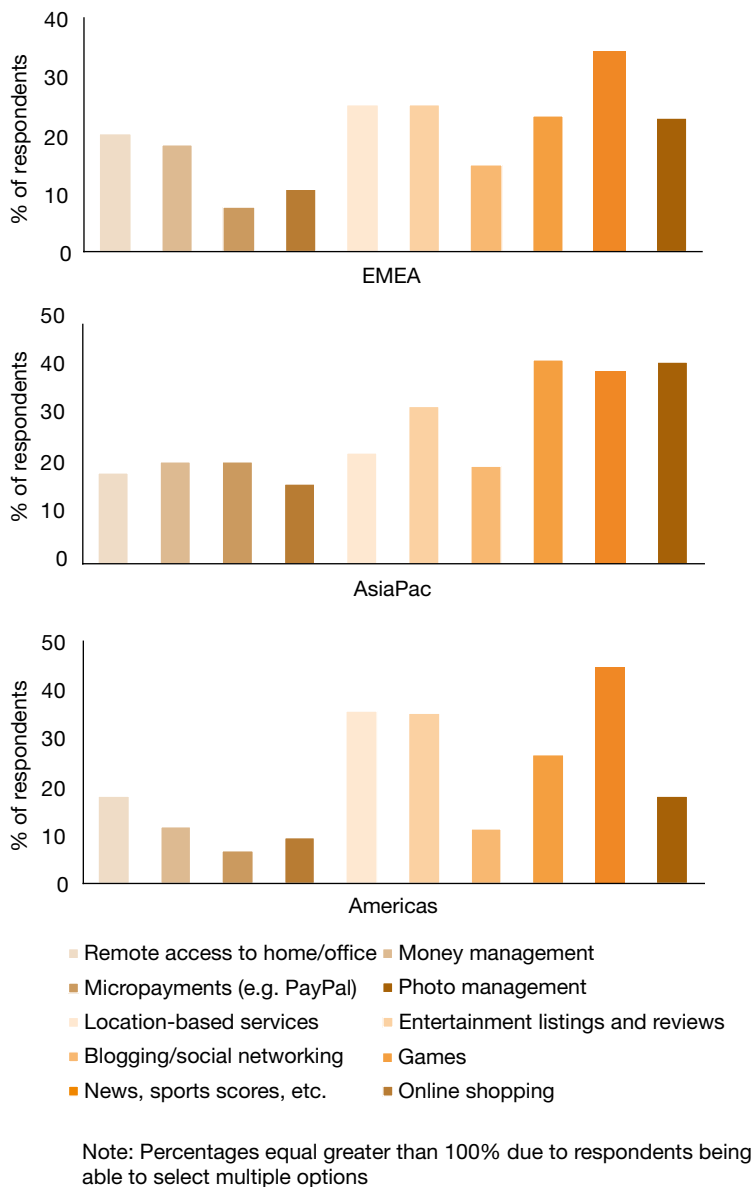 40
30
20
10
0
% of respondents
EMEA
50
40
30
20
10
0
% of respondents
AsiaPac
50
40
30
20
10
0
% of respondents
Americas
Remote access to home/office
Money management
Micropayments (e.g. PayPal)
Photo management
Location-based services
Entertainment listings and reviews
Blogging/social networking
Games
News, sports scores, etc.
Online shopping
Note: Percentages equal greater than 100% due to respondents being
able to select multiple options